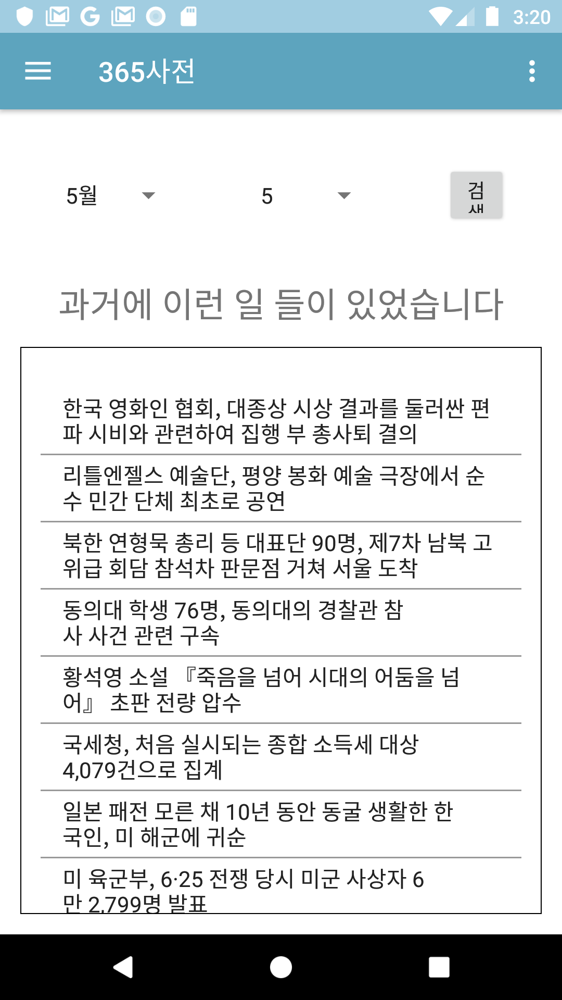 3:20
365사전
5월
5
검
색
과거에 이런 일 들이 있었습니다
한국 영화인 협회, 대종상 시상 결과를 둘러싼 편
파 시비와 관련하여 집행 부 총사퇴 결의
리틀엔젤스 예술단, 평양 봉화 예술 극장에서 순
수 민간 단체 최초로 공연
북한 연형묵 총리 등 대표단 90명, 제7차 남북 고
위급 회담 참석차 판문점 거쳐 서울 도착
동의대 학생 76명, 동의대의 경찰관 참
사 사건 관련 구속
황석영 소설 『죽음을 넘어 시대의 어둠을 넘
어』 초판 전량 압수
국세청, 처음 실시되는 종합 소득세 대상
4,079건으로 집계
일본 패전 모른 채 10년 동안 동굴 생활한 한
국인, 미 해군에 귀순
미 육군부, 6·25 전쟁 당시 미군 사상자 6
만 2,799명 발표